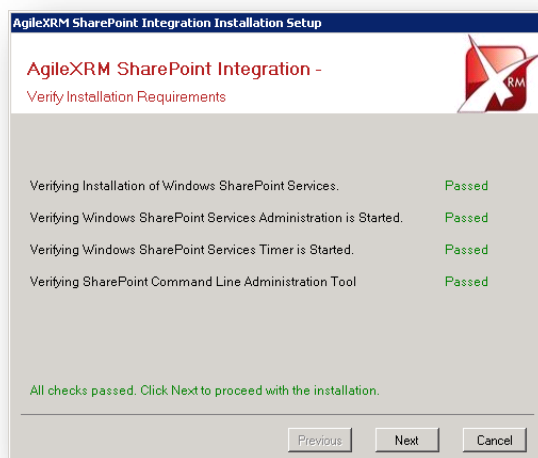 AgileXRM SharePoint Integration Installation Setup
AgileXRM SharePoint Integration -
Verify Installation Requirements
XRM
Verifying Installation of Windows SharePoint Services. Passed
Verifying Windows SharePoint Services Administration is Started. Passed
Verifying Windows SharePoint Services Timer is Started. Passed
Verifying SharePoint Command Line Administration Tool Passed
All checks passed. Click Next to proceed with the installation.
Previous Next Cancel